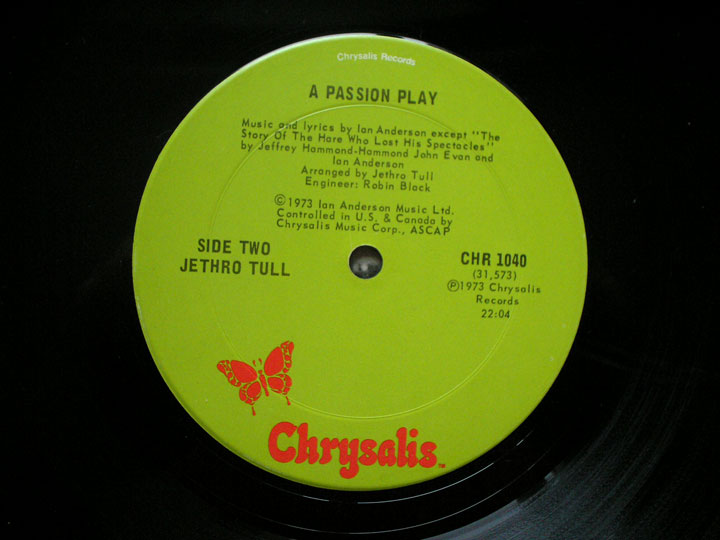 Chrysalis Records
A PASSION PLAY
Music and lyrics by Ian Anderson except "The
Story Of The Hare Who Lost His Spectacles"
by Jeffrey Hammond-Hammond John Evan and
Ian Anderson
Arranged by Jethro Tull
Engineer: Robin Black
©1973 Ian Anderson Music Ltd.
Controlled in U.S. & Canada by
Chrysalis Music Corp., ASCAP
SIDE TWO
JETHRO TULL
CHR 1040
(31,573)
Ⓟ1973 Chrysalis
Records
22:04
Chrysalis™